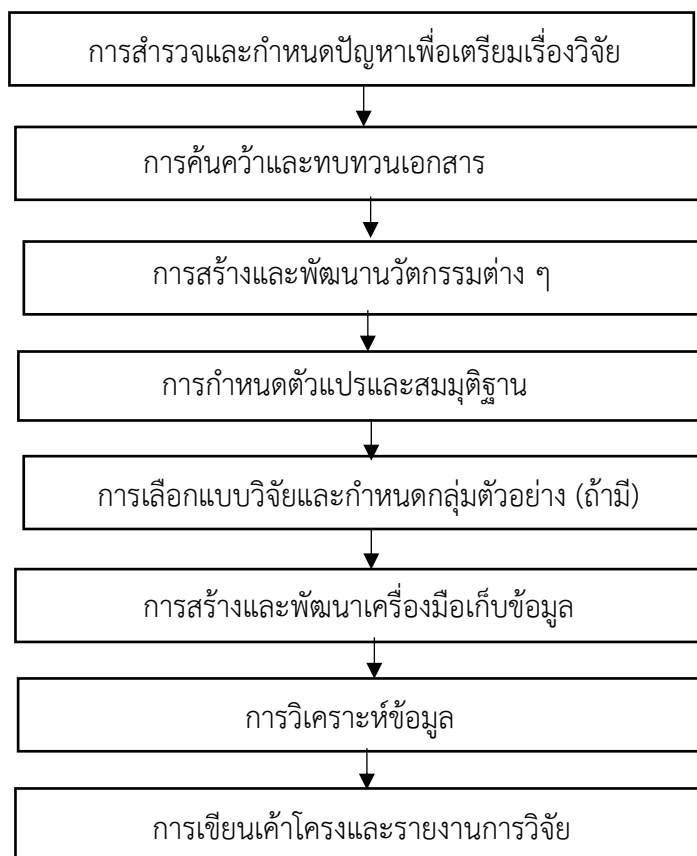 การสำรวจและกำหนดปัญหาเพื่อเตรียมเรื่องวิจัย
การค้นคว้าและทบทวนเอกสาร
การสร้างและพัฒนานวัตกรรมต่าง ๆ
การกำหนดตัวแปรและสมมุติฐาน
การเลือกแบบวิจัยและกำหนดกลุ่มตัวอย่าง (ถ้ามี)
การสร้างและพัฒนาเครื่องมือเก็บข้อมูล
การวิเคราะห์ข้อมูล
การเขียนเค้าโครงและรายงานการวิจัย